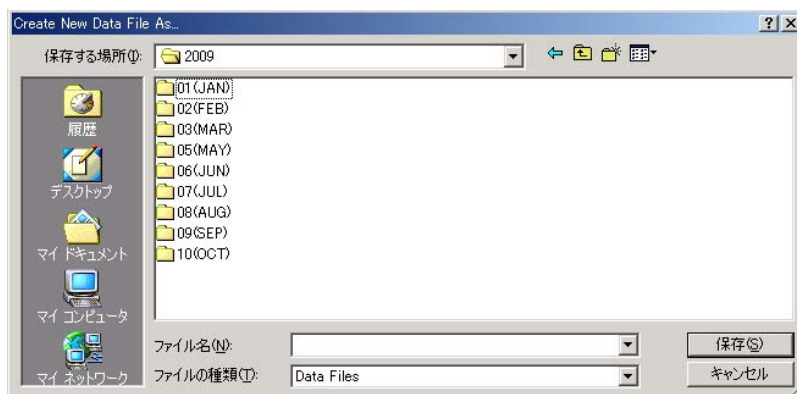 Create New Data File As...
保存する場所(I):
2009
01(JAN)
02(FEB)
03(MAR)
05(MAY)
06(JUN)
07(JUL)
08(AUG)
09(SEP)
10(OCT)
履歴
デスクトップ
マイ ドキュメント
マイ コンピュータ
マイ ネットワーク
ファイル名(N):
保存(S)
ファイルの種類(T):
Data Files
キャンセル